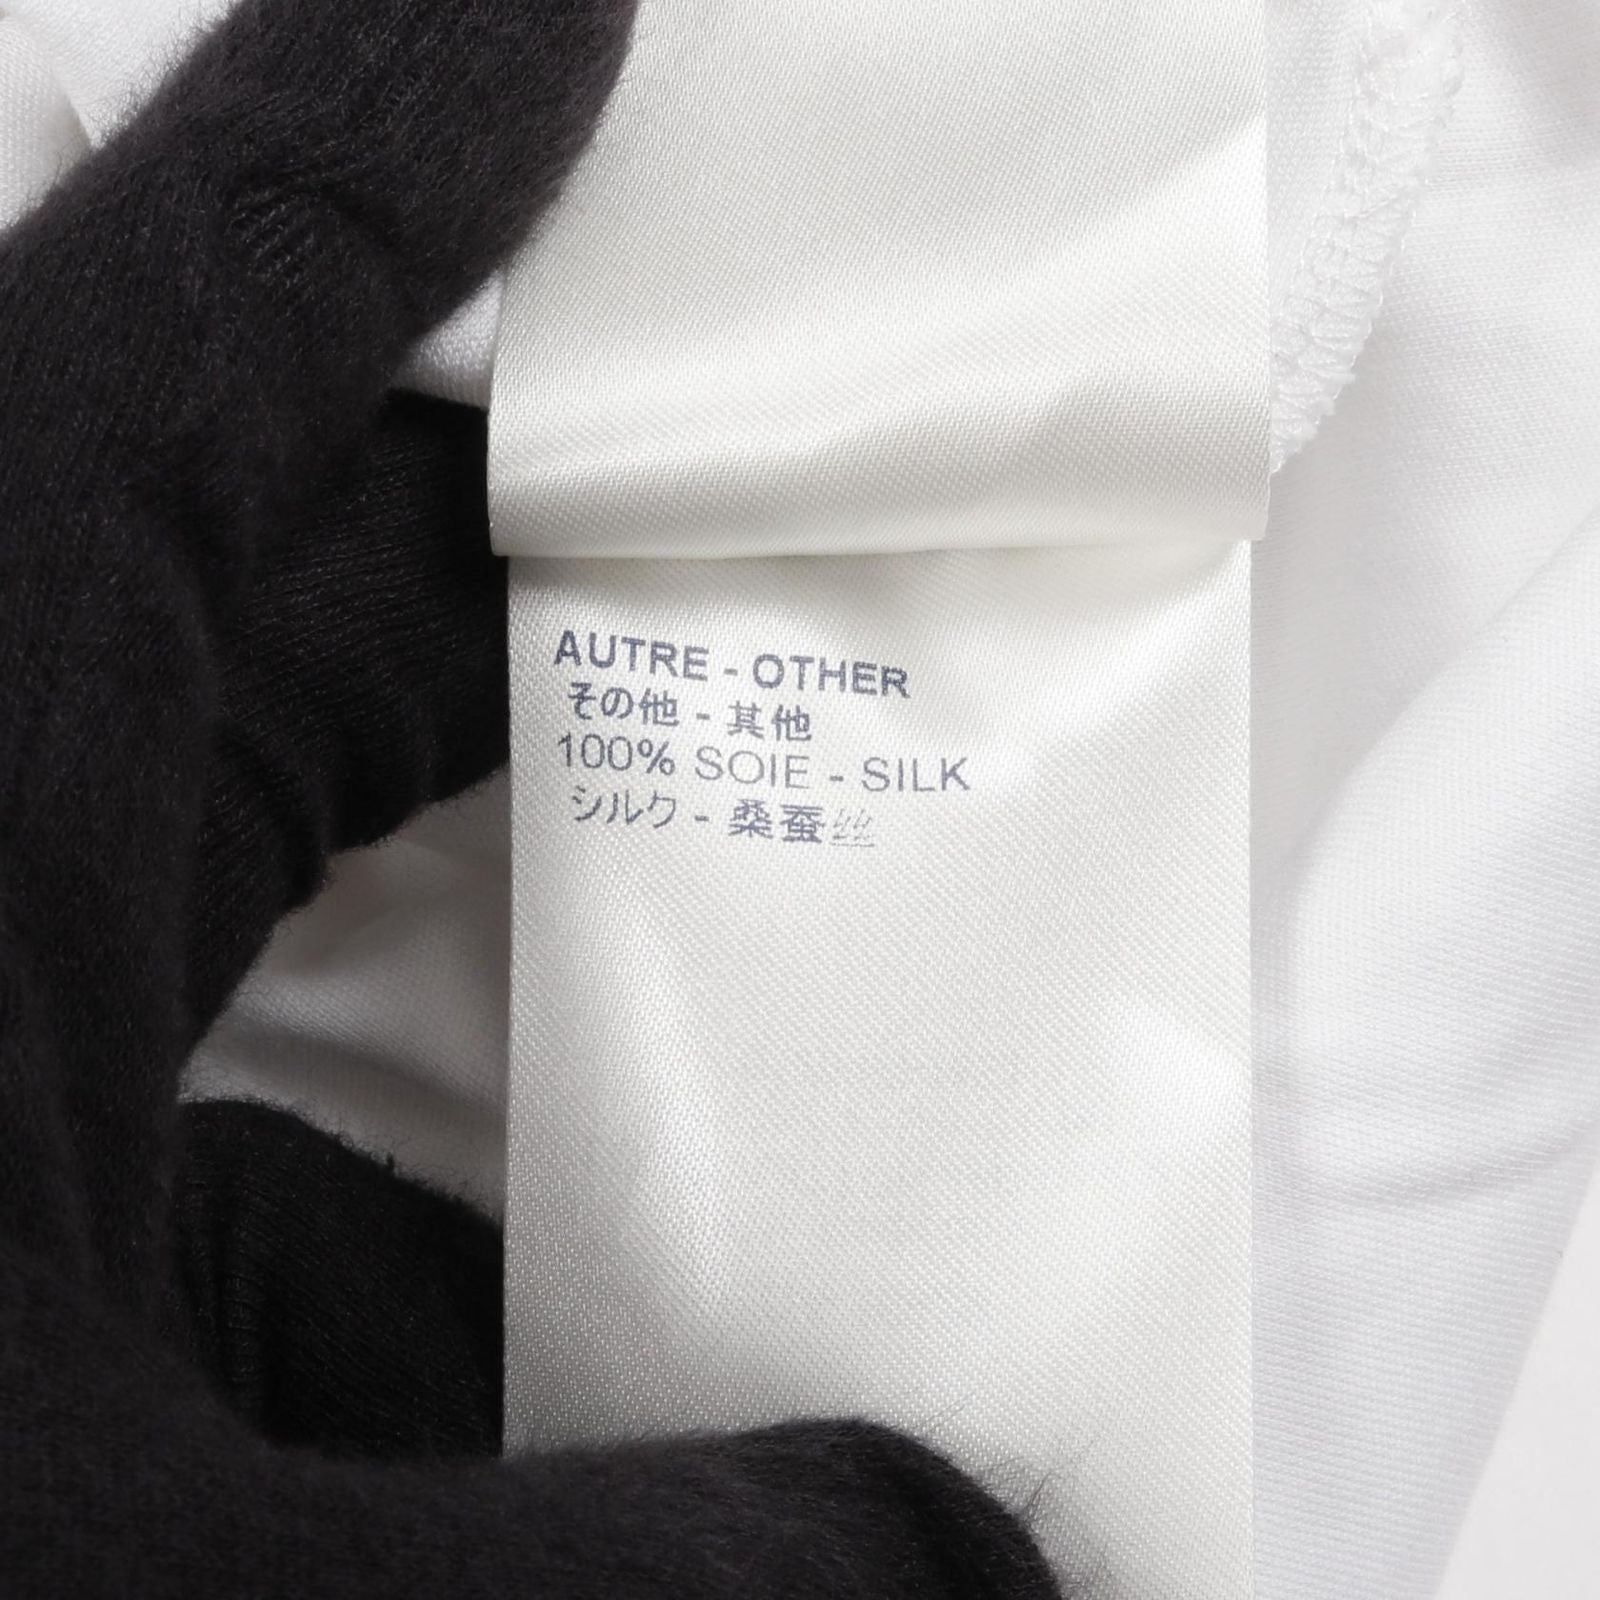 AUTRE - OTHER
その他 - 其他
100% SOIE - SILK
シルク - 桑蚕丝